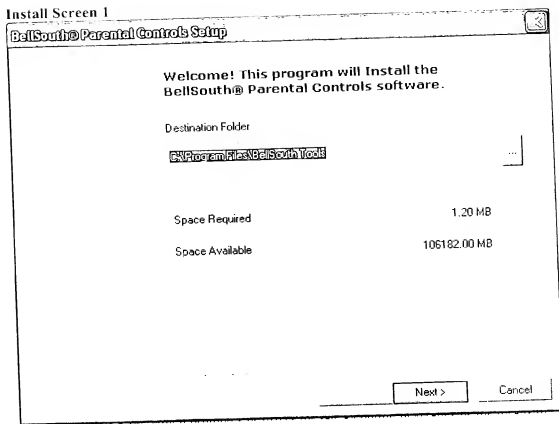 Install Screen 1
BellSouth® Parental Controls Setup
Welcome! This program will Install the
BellSouth® Parental Controls software.
Destination Folder
C:\Program Files\BellSouth Tools
...
Space Required 1.20 MB
Space Available 106182.00 MB
Next >
Cancel